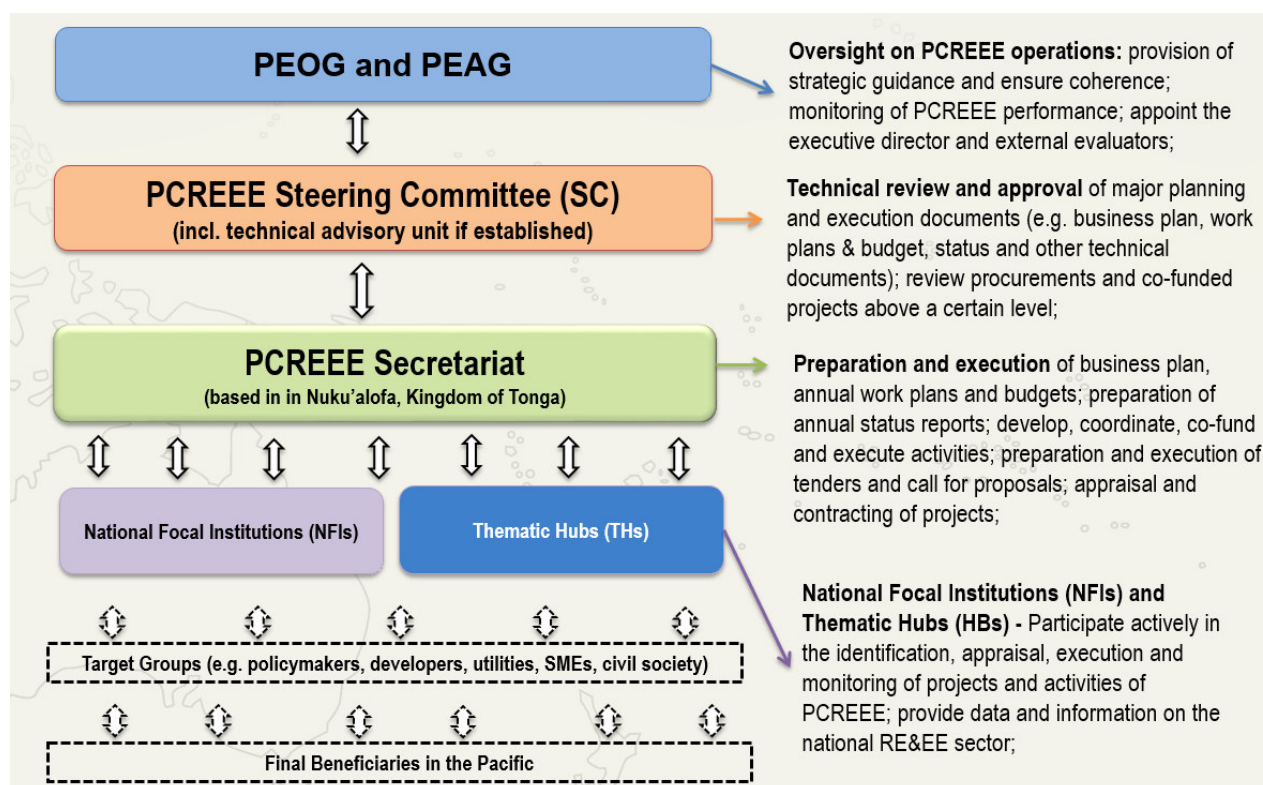 PEOG and PEAG
Oversight on PCREEE operations: provision of
strategic guidance and ensure coherence;
monitoring of PCREEE performance; appoint the
executive director and external evaluators;
PCREEE Steering Committee (SC)
(incl. technical advisory unit if established)
Technical review and approval of major planning
and execution documents (e.g. business plan, work
plans & budget, status and other technical
documents); review procurements and co-funded
projects above a certain level;
PCREEE Secretariat
(based in in Nuku’alofa, Kingdom of Tonga)
Preparation and execution of business plan,
annual work plans and budgets; preparation of
annual status reports; develop, coordinate, co-fund
and execute activities; preparation and execution of
tenders and call for proposals; appraisal and
contracting of projects;
National Focal Institutions (NFIs)
Thematic Hubs (THs)
National Focal Institutions (NFIs) and
Thematic Hubs (HBs) - Participate actively in
the identification, appraisal, execution and
monitoring of projects and activities of
PCREEE; provide data and information on the
national RE&EE sector;
Target Groups (e.g. policymakers, developers, utilities, SMEs, civil society)
Final Beneficiaries in the Pacific